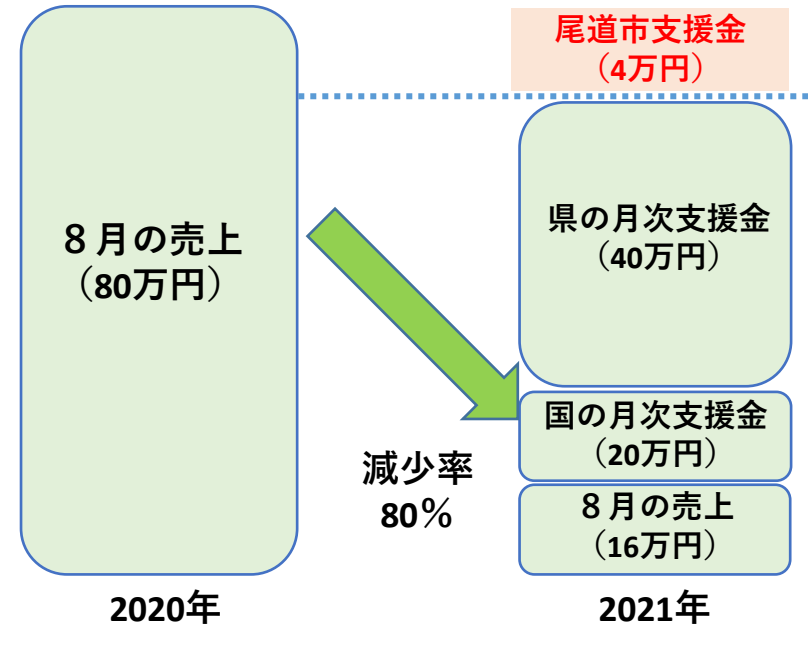 尾道市支援金
（4万円）
８月の売上
（80万円）
県の月次支援金
（40万円）
国の月次支援金
（20万円）
減少率
80％
８月の売上
（16万円）
2020年
2021年